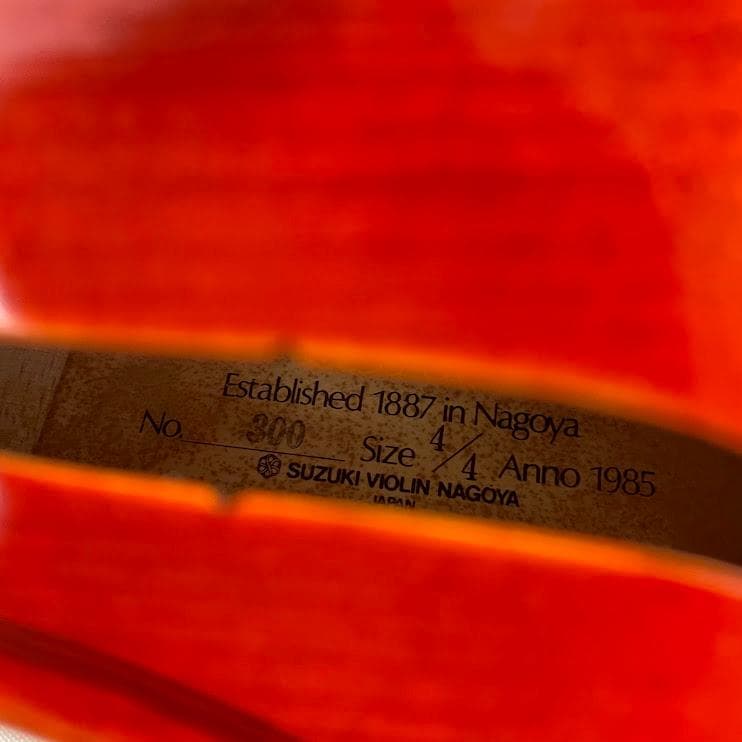 Established 1887 in Nagoya
No. 300 Size 4/4 Anno 1985
SUZUKI VIOLIN NAGOYA
JAPAN